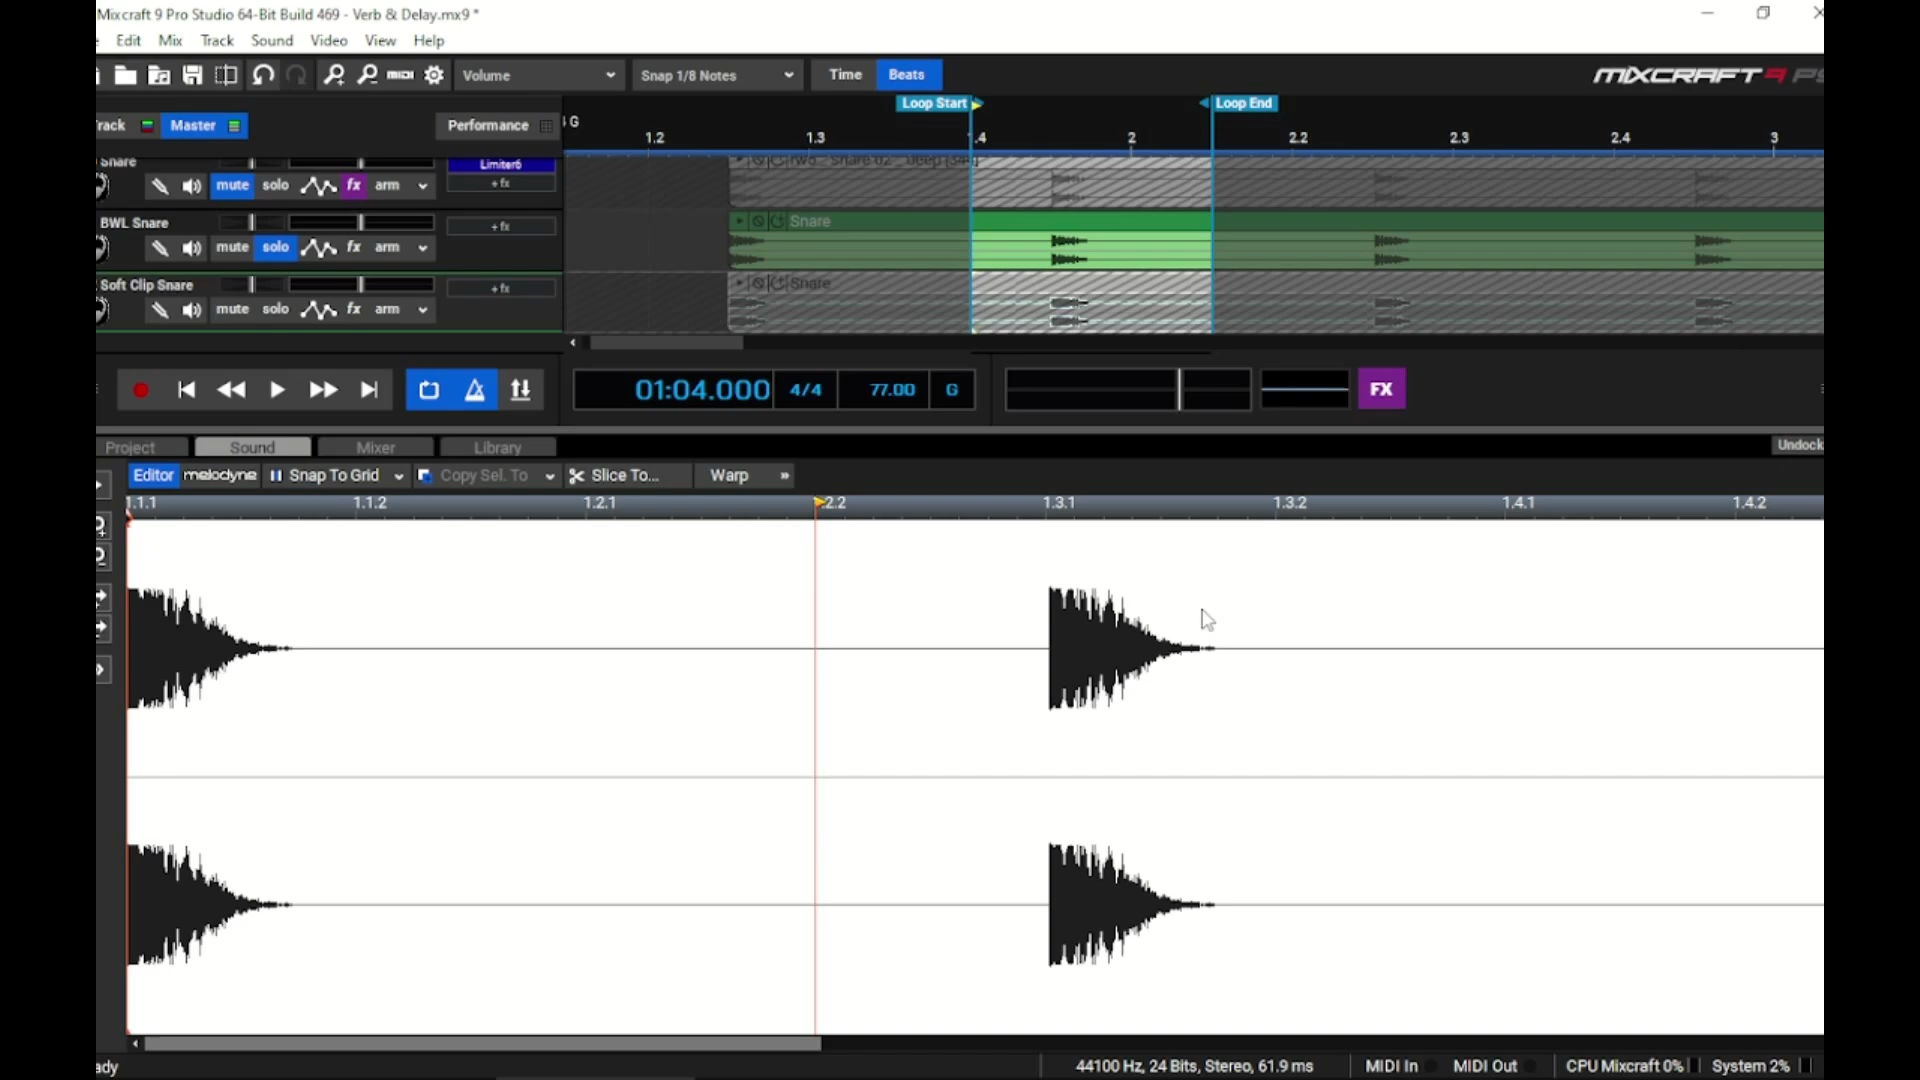 Mixcraft 9 Pro Studio 64-Bit Build 469 - Verb & Delay.mx9 *
Edit Mix Track Sound Video View Help
MIDI Volume Snap 1/8 Notes Time Beats MIXCRAFT 9
Loop Start Loop End
rack Master Performance G
1.2 1.3 1.4 2 2.2 2.3 2.4 3
Snare Limiter6
mute solo fx arm +fx
BWL Snare +fx Snare
mute solo fx arm
Soft Clip Snare +fx Snare
mute solo fx arm
01:04.000 4/4 77.00 G FX
Project Sound Mixer Library Undock
Editor melodyne Snap To Grid Copy Sel. To Slice To... Warp »
1.1.1 1.1.2 1.2.1 2.2 1.3.1 1.3.2 1.4.1 1.4.2
ady 44100 Hz, 24 Bits, Stereo, 61.9 ms MIDI In MIDI Out CPU Mixcraft 0% System 2%